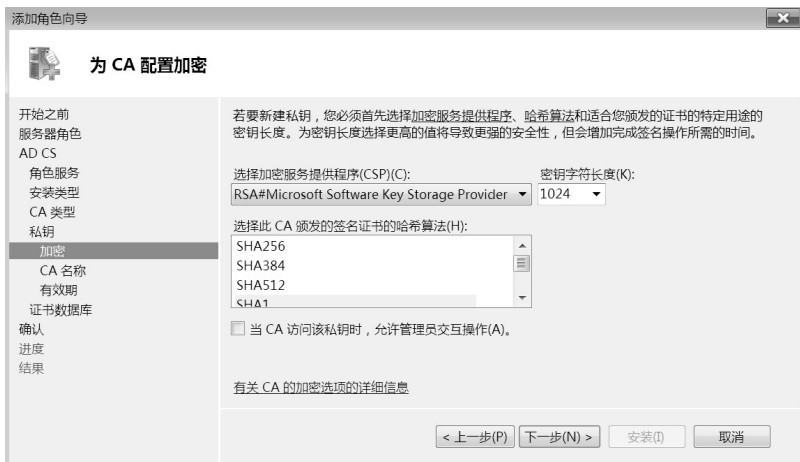 添加角色向导
为 CA 配置加密
开始之前
服务器角色
AD CS
角色服务
安装类型
CA 类型
私钥
加密
CA 名称
有效期
证书数据库
确认
进度
结果
若要新建私钥，您必须首先选择加密服务提供程序、哈希算法和适合您颁发的证书的特定用途的
密钥长度。为密钥长度选择更高的值将导致更强的安全性，但会增加完成签名操作所需的时间。
选择加密服务提供程序(CSP)(C): 密钥字符长度(K):
RSA#Microsoft Software Key Storage Provider 1024
选择此 CA 颁发的签名证书的哈希算法(H):
SHA256
SHA384
SHA512
SHA1
当 CA 访问该私钥时，允许管理员交互操作(A)。
有关 CA 的加密选项的详细信息
< 上一步(P) 下一步(N) > 安装(I) 取消